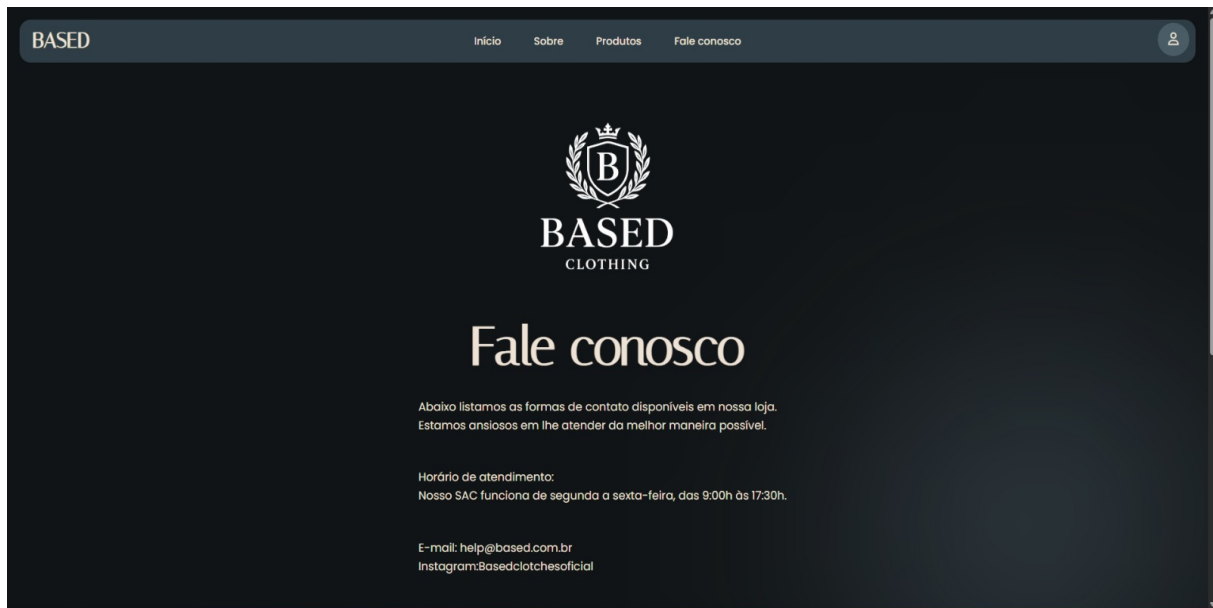 BASED
Início Sobre Produtos Fale conosco
B
BASED
CLOTHING
Fale conosco
Abaixo listamos as formas de contato disponíveis em nossa loja.
Estamos ansiosos em lhe atender da melhor maneira possível.
Horário de atendimento:
Nosso SAC funciona de segunda a sexta-feira, das 9:00h às 17:30h.
E-mail: help@based.com.br
Instagram:Basedclotchesoficial